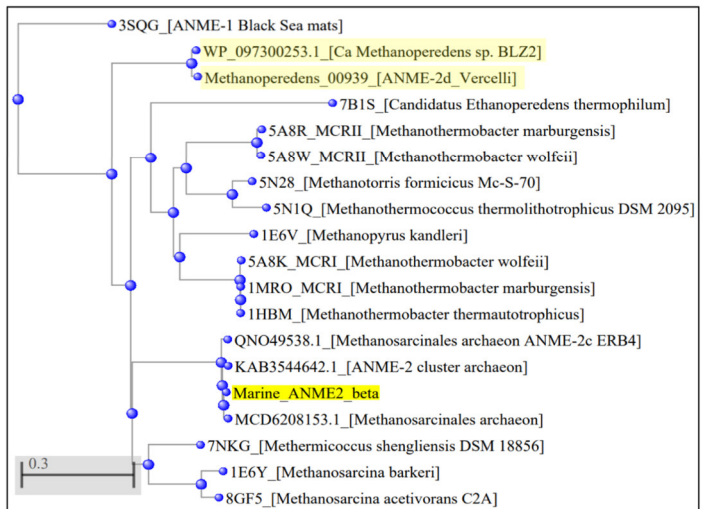 3SQG_[ANME-1 Black Sea mats]
WP_097300253.1_[Ca Methanoperedens sp. BLZ2]
Methanoperedens_00939_[ANME-2d_Vercelli]
7B1S_[Candidatus Ethanoperedens thermophilum]
5A8R_MCRII_[Methanothermobacter marburgensis]
5A8W_MCRII_[Methanothermobacter wolfeii]
5N28_[Methanotorris formicicus Mc-S-70]
5N1Q_[Methanothermococcus thermolithotrophicus DSM 2095]
1E6V_[Methanopyrus kandleri]
5A8K_MCRI_[Methanothermobacter wolfeii]
1MRO_MCRI_[Methanothermobacter marburgensis]
1HBM_[Methanothermobacter thermautotrophicus]
QNO49538.1_[Methanosarcinales archaeon ANME-2c ERB4]
KAB3544642.1_[ANME-2 cluster archaeon]
Marine_ANME2_beta
MCD6208153.1_[Methanosarcinales archaeon]
7NKG_[Methermicoccus shengliensis DSM 18856]
0.3
1E6Y_[Methanosarcina barkeri]
8GF5_[Methanosarcina acetivorans C2A]